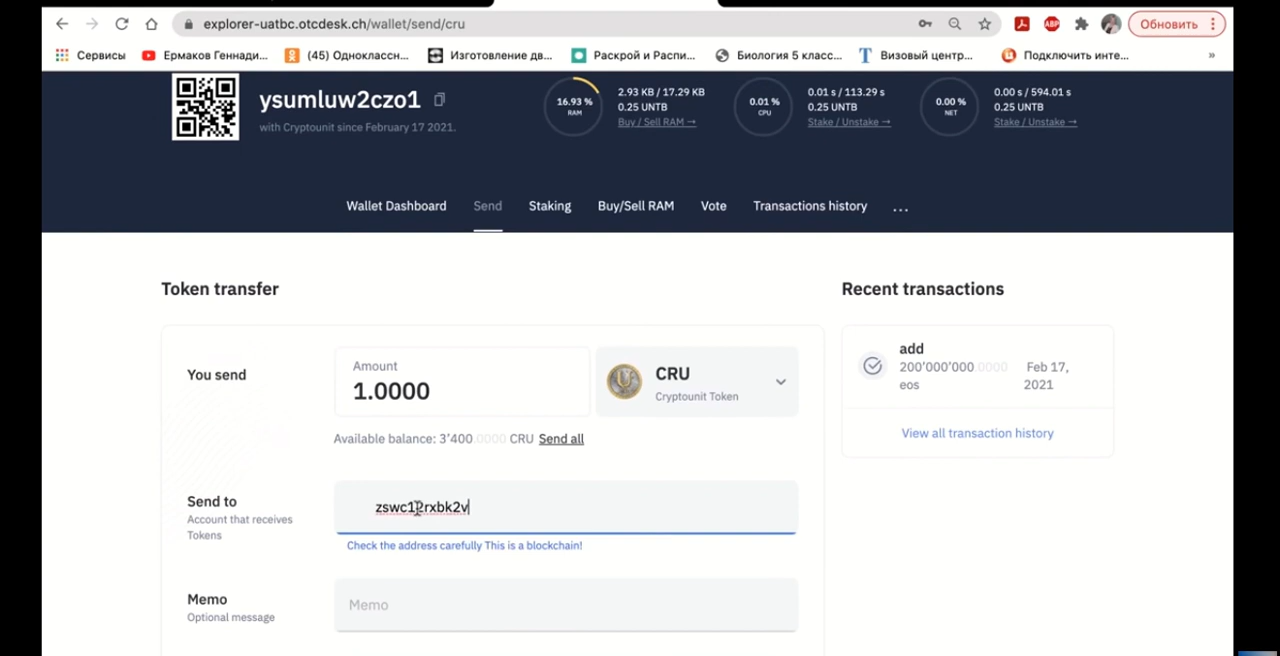 explorer-uatbc.otcdesk.ch/wallet/send/cru
ABP
Обновить
Сервисы
Ермаков Геннади...
(45) Одноклассн...
Изготовление дв...
Раскрой и Распи...
Биология 5 класс...
Визовый центр...
Подключить инте...
»
ysumluw2czo1
with Cryptounit since February 17 2021.
16.93 %
RAM
2.93 KB / 17.29 KB
0.25 UNTB
Buy / Sell RAM →
0.01 %
CPU
0.01 s / 113.29 s
0.25 UNTB
Stake / Unstake →
0.00 %
NET
0.00 s / 594.01 s
0.25 UNTB
Stake / Unstake →
Wallet Dashboard
Send
Staking
Buy/Sell RAM
Vote
Transactions history
...
Token transfer
You send
Amount
1.0000
CRU
Cryptounit Token
Available balance: 3'400.0000 CRU Send all
Send to
Account that receives
Tokens
zswc12rxbk2v
Check the address carefully This is a blockchain!
Memo
Optional message
Memo
Recent transactions
add
200'000'000.0000
eos
Feb 17,
2021
View all transaction history